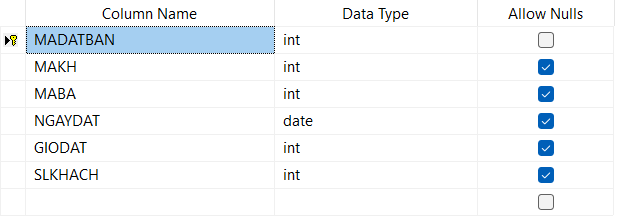 Column Name Data Type Allow Nulls
MADATBAN int
MAKH int
MABA int
NGAYDAT date
GIODAT int
SLKHACH int